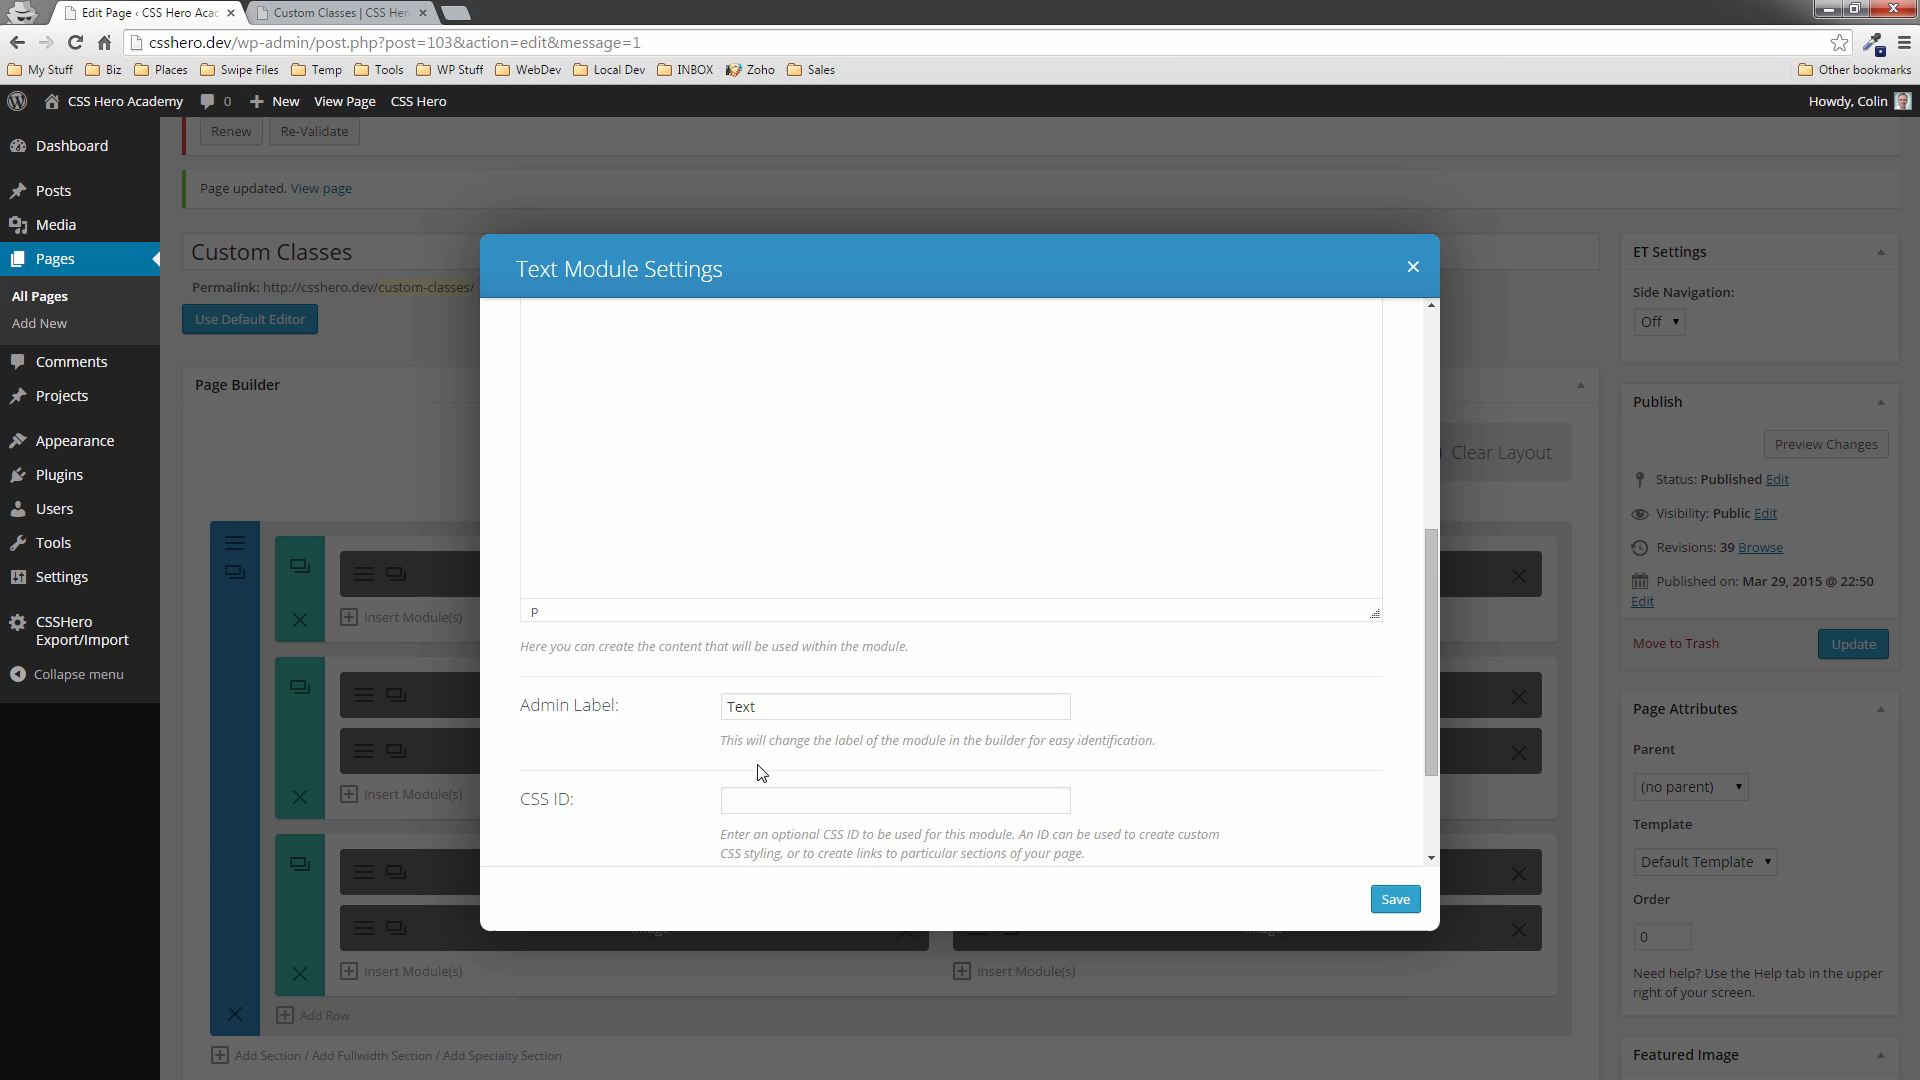 Edit Page ‹ CSS Hero Aca
Custom Classes | CSS Her
csshero.dev/wp-admin/post.php?post=103&action=edit&message=1
My Stuff Biz Places Swipe Files Temp Tools WP Stuff WebDev Local Dev INBOX Zoho Sales Other bookmarks
CSS Hero Academy 0 New View Page CSS Hero Howdy, Colin
Renew Re-Validate
Dashboard
Page updated. View page
Posts
Media
Pages
Custom Classes
Permalink: http://csshero.dev/custom-classes/
Use Default Editor
All Pages
Add New
Comments
Projects
Page Builder
Appearance
Plugins
Users
Tools
Settings
CSSHero
Export/Import
Collapse menu
Clear Layout
Insert Module(s)
Insert Module(s)
Image Image
Insert Module(s) Insert Module(s)
Add Row
Add Section / Add Fullwidth Section / Add Specialty Section
Text Module Settings
p
Here you can create the content that will be used within the module.
Admin Label: Text
This will change the label of the module in the builder for easy identification.
CSS ID:
Enter an optional CSS ID to be used for this module. An ID can be used to create custom
CSS styling, or to create links to particular sections of your page.
Save
ET Settings
Side Navigation:
Off
Publish
Preview Changes
Status: Published Edit
Visibility: Public Edit
Revisions: 39 Browse
Published on: Mar 29, 2015 @ 22:50
Edit
Move to Trash Update
Page Attributes
Parent
(no parent)
Template
Default Template
Order
0
Need help? Use the Help tab in the upper
right of your screen.
Featured Image